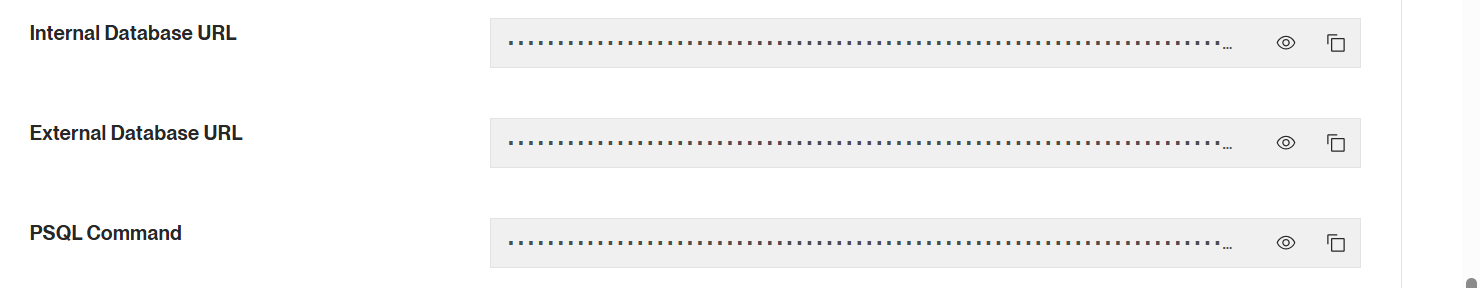 Internal Database URL
External Database URL
PSQL Command